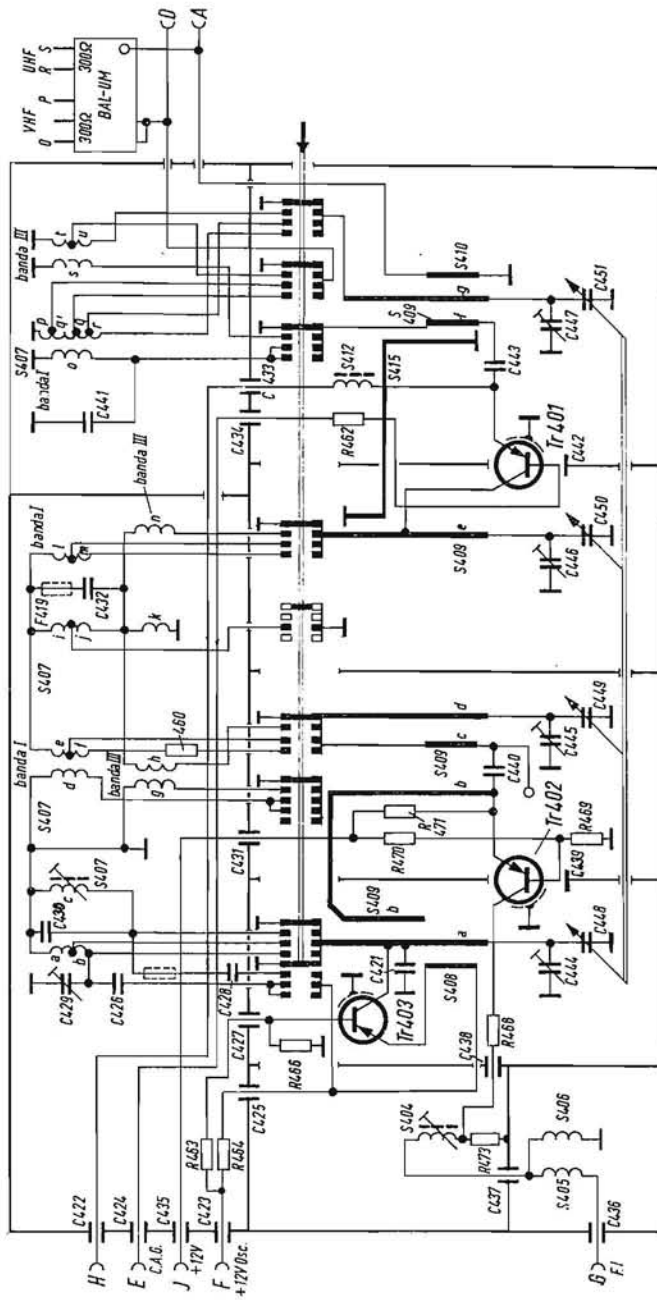 CD
CA
UHF
S
R
VHF
P
O
300Ω
BAL-UM
300Ω
banda III
t
u
s
p
q'
q
r
S407
o
banda I
C441
S410
g
S409
f
C451
C447
C443
S415
S412
C433
C434
R462
Tr401
C442
banda III
n
banda I
l
m
F419
C432
i
j
k
S407
e
S409
C450
C446
d
C449
C445
c
S409
C440
b
R471
R470
Tr402
R469
C439
460
e
f
h
banda I
banda III
g
d
S407
C431
S409
b
S407
c
C430
a
b
C429
C426
C428
C427
C425
a
C448
C444
C421
S408
Tr403
R466
C438
R468
R463
R464
S404
R473
C437
S406
S405
C422
C424
C435
C423
C436
H
E
C.A.G.
J
+12V
F
+12V Osc.
G
F.I